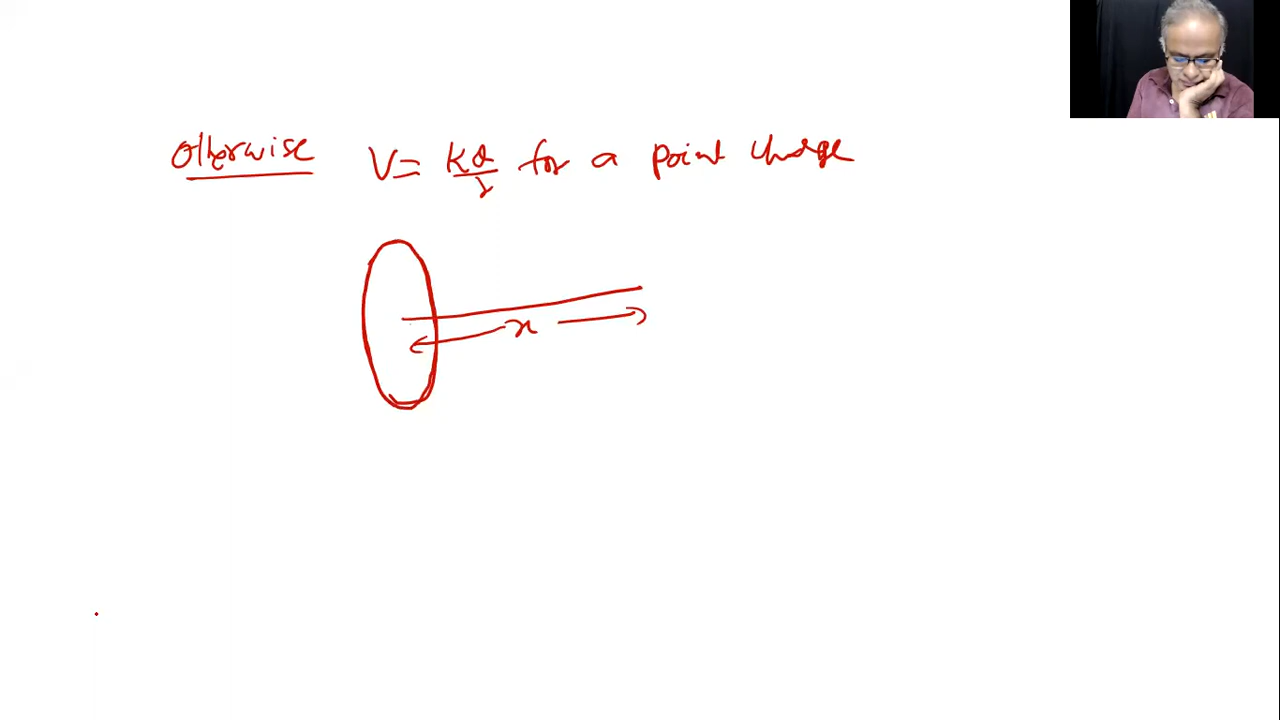 Otherwise V = KQ/r for a point charge
x